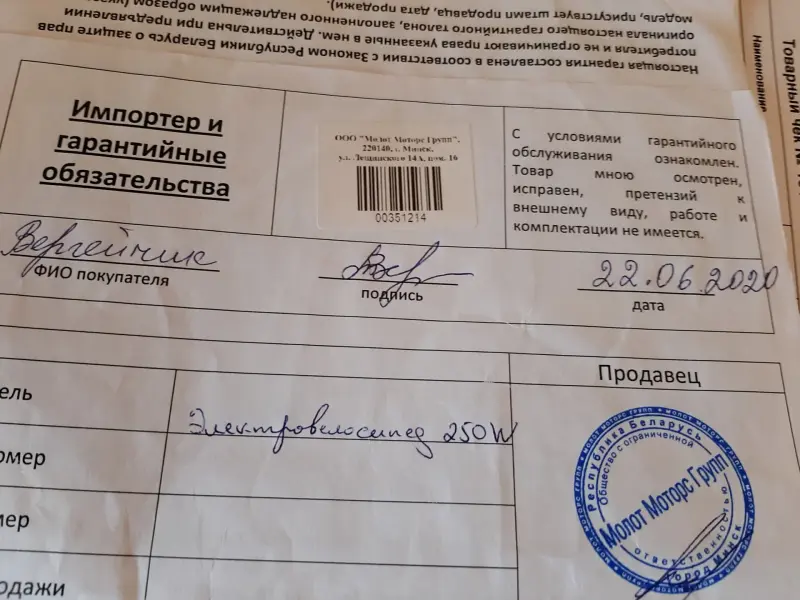 Настоящая гарантия составлена в соответствии с Законом Республики Беларусь о защите прав
потребителя и не ограничивают права указанные в нем. Действительна при предъявлении
оригинала настоящего гарантийного талона, заполненного надлежащим образом
модель, присутствует штамп продавца, дата продажи).
Товарный чек №
Наименование
Импортер и
гарантийные
обязательства
ООО "Молот Моторс Групп",
220140, г. Минск,
ул. Лещинского 14А, пом. 16
00351214
С условиями гарантийного
обслуживания ознакомлен.
Товар мною осмотрен,
исправен, претензий к
внешнему виду, работе и
комплектации не имеется.
Вергейчик
ФИО покупателя
подпись
22.06.2020
дата
ель
Электровелосипед 250W
омер
мер
одажи
Продавец
Республика Беларусь
Общество с ограниченной
Молот Моторс Групп
ответственностью
город Минск